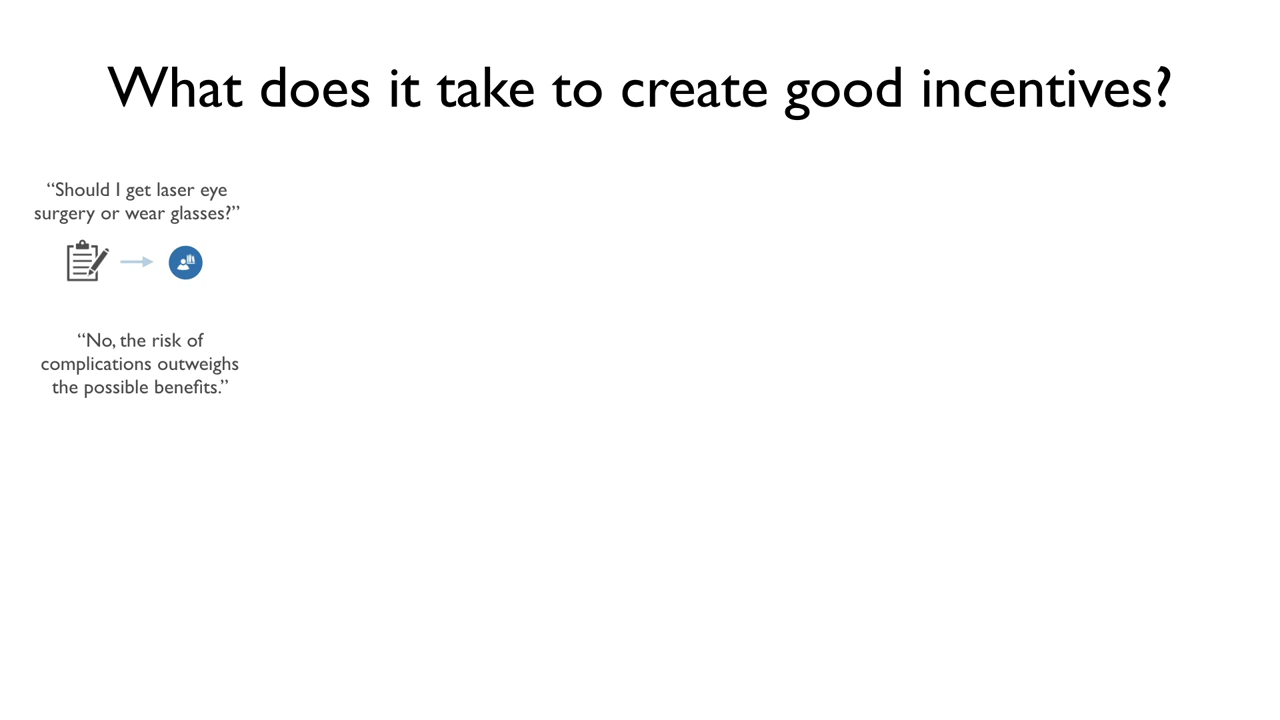 What does it take to create good incentives?
“Should I get laser eye
surgery or wear glasses?”
“No, the risk of
complications outweighs
the possible benefits.”